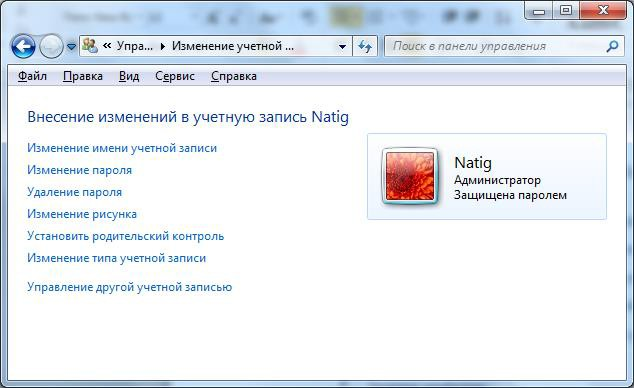 « Упра... ▸ Изменение учетной ...
Поиск в панели управления
Файл Правка Вид Сервис Справка
Внесение изменений в учетную запись Natig
Изменение имени учетной записи
Изменение пароля
Удаление пароля
Изменение рисунка
Установить родительский контроль
Изменение типа учетной записи
Управление другой учетной записью
Natig
Администратор
Защищена паролем